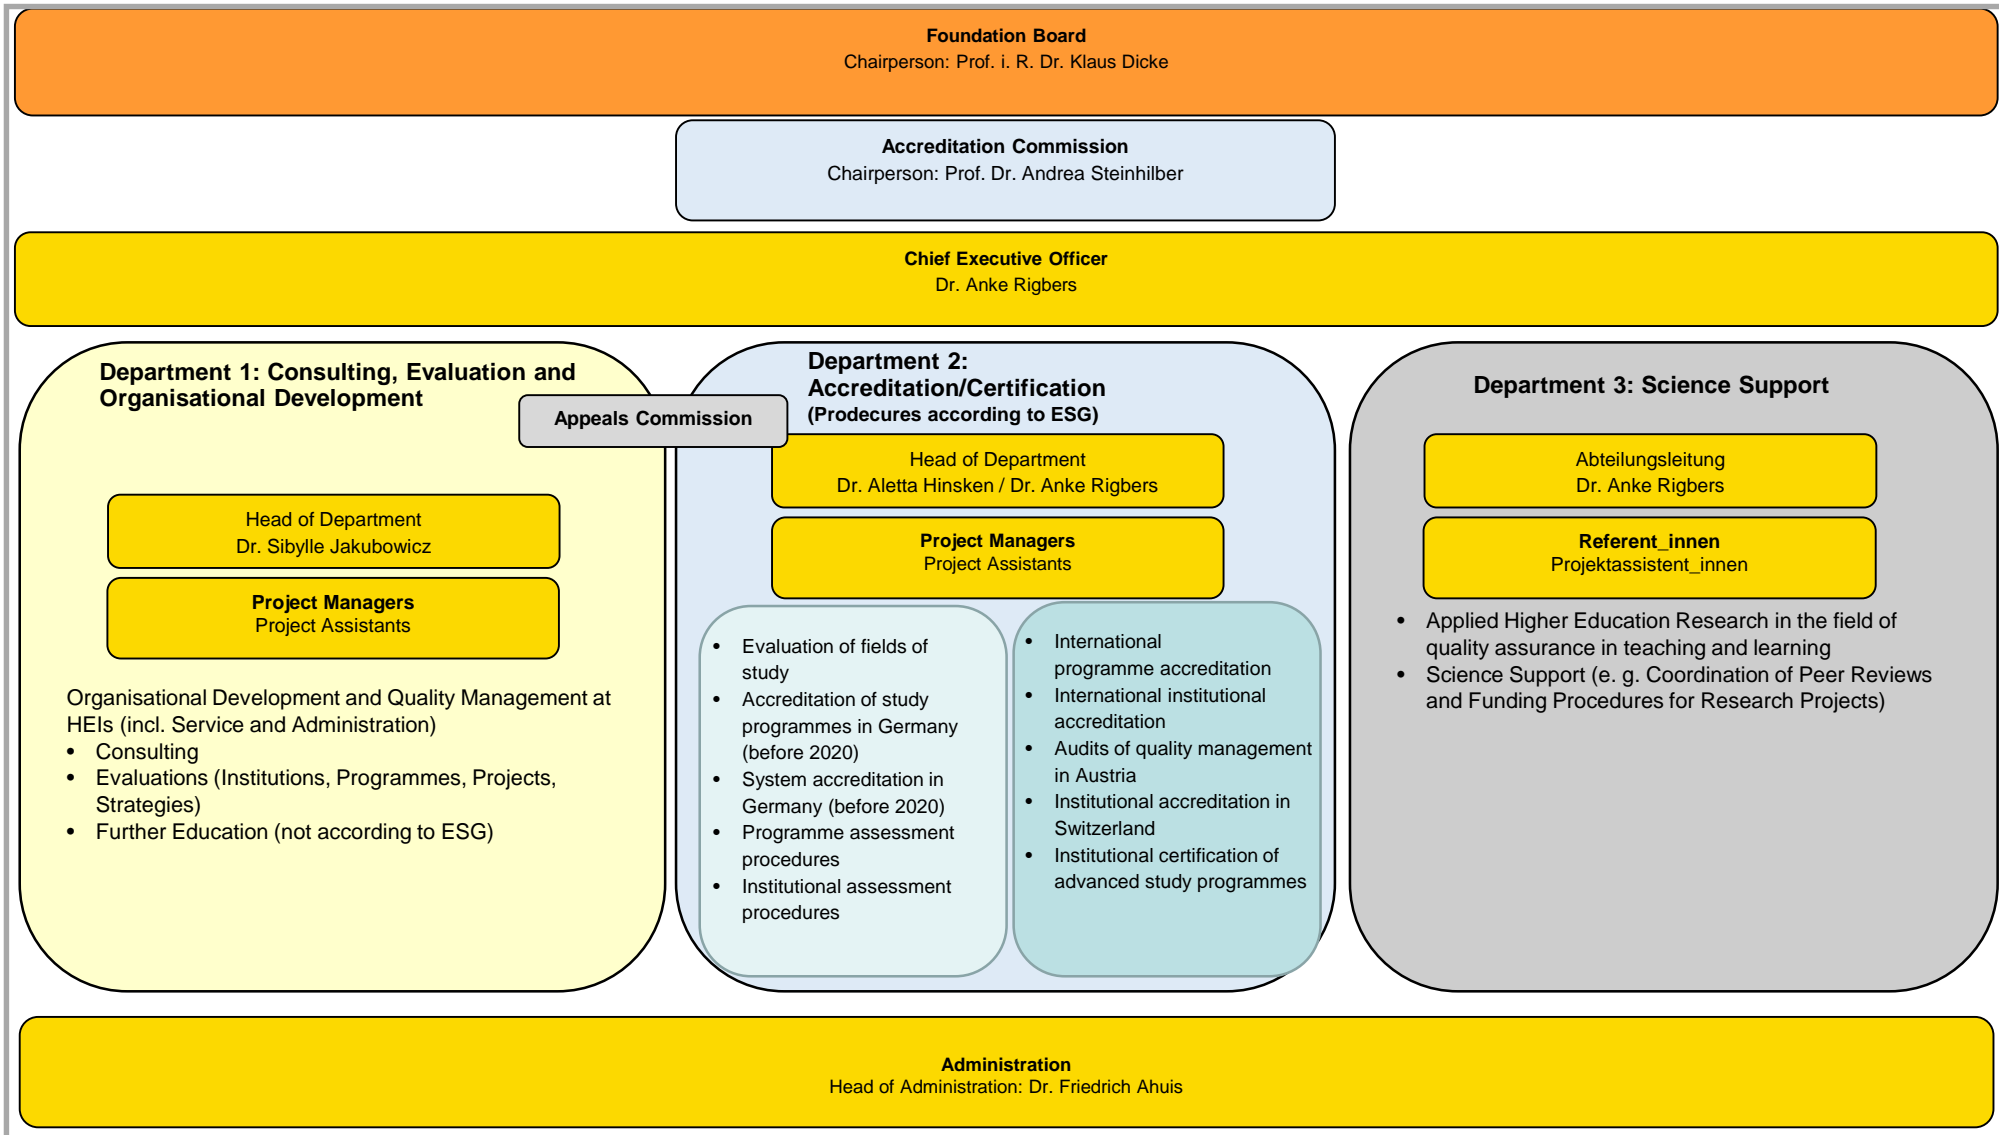 Foundation Board
Chairperson: Prof. i. R. Dr. Klaus Dicke
Accreditation Commission
Chairperson: Prof. Dr. Andrea Steinhilber
Chief Executive Officer
Dr. Anke Rigbers
Department 1: Consulting, Evaluation and
Organisational Development
Appeals Commission
Head of Department
Dr. Sibylle Jakubowicz
Project Managers
Project Assistants
Organisational Development and Quality Management at
HEIs (incl. Service and Administration)
• Consulting
• Evaluations (Institutions, Programmes, Projects,
Strategies)
• Further Education (not according to ESG)
Department 2:
Accreditation/Certification
(Prodecures according to ESG)
Head of Department
Dr. Aletta Hinsken / Dr. Anke Rigbers
Project Managers
Project Assistants
• Evaluation of fields of
study
• Accreditation of study
programmes in Germany
(before 2020)
• System accreditation in
Germany (before 2020)
• Programme assessment
procedures
• Institutional assessment
procedures
• International
programme accreditation
• International institutional
accreditation
• Audits of quality management
in Austria
• Institutional accreditation in
Switzerland
• Institutional certification of
advanced study programmes
Department 3: Science Support
Abteilungsleitung
Dr. Anke Rigbers
Referent_innen
Projektassistent_innen
• Applied Higher Education Research in the field of
quality assurance in teaching and learning
• Science Support (e. g. Coordination of Peer Reviews
and Funding Procedures for Research Projects)
Administration
Head of Administration: Dr. Friedrich Ahuis